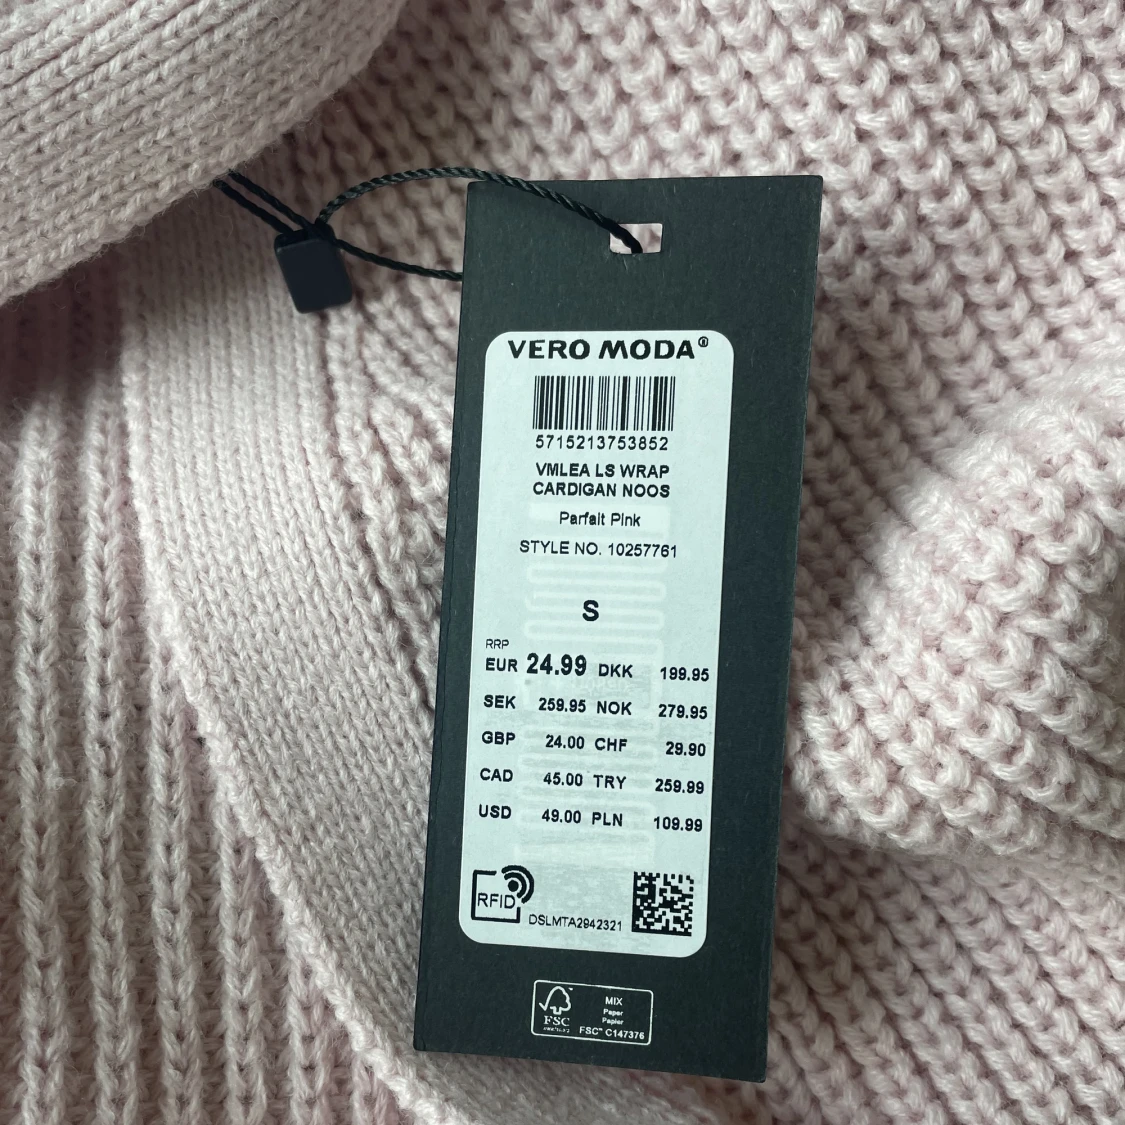 VERO MODA®
5715213753852
VMLEA LS WRAP
CARDIGAN NOOS
Parfait Pink
STYLE NO. 10257761
S
RRP
EUR 24.99 DKK 199.95
SEK 259.95 NOK 279.95
GBP 24.00 CHF 29.90
CAD 45.00 TRY 259.99
USD 49.00 PLN 109.99
RFID
DSLMTA2942321
MIX
Paper
Papier
FSC™ C147376
FSC